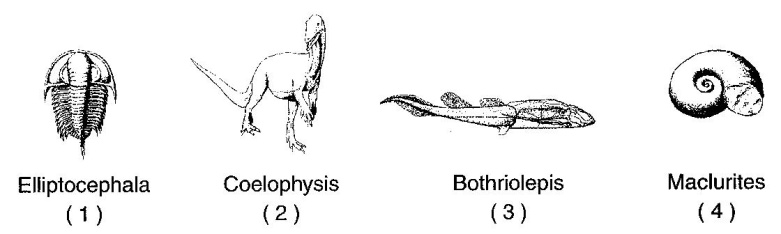 Elliptocephala Coelophysis Bothriolepis Maclurites
( 1 ) ( 2 ) ( 3 ) ( 4 )